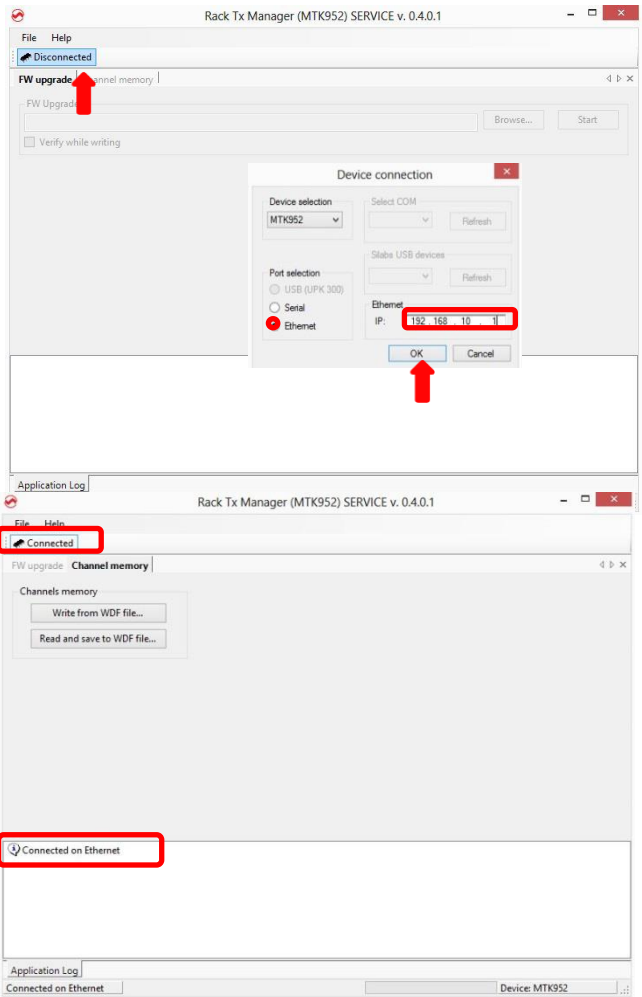 Rack Tx Manager (MTK952) SERVICE v. 0.4.0.1
File Help
Disconnected
FW upgrade annel memory
FW Upgrade
Browse... Start
Verify while writing
Device connection
Device selection
MTK952
Select COM
Refresh
Silabs USB devices
Refresh
Port selection
USB (UPK 300)
Serial
Ethernet
Ethernet
IP: 192 . 168 . 10 . 1
OK Cancel
Application Log
Rack Tx Manager (MTK952) SERVICE v. 0.4.0.1
File Help
Connected
FW upgrade Channel memory
Channels memory
Write from WDF file...
Read and save to WDF file...
Connected on Ethernet
Application Log
Connected on Ethernet Device: MTK952